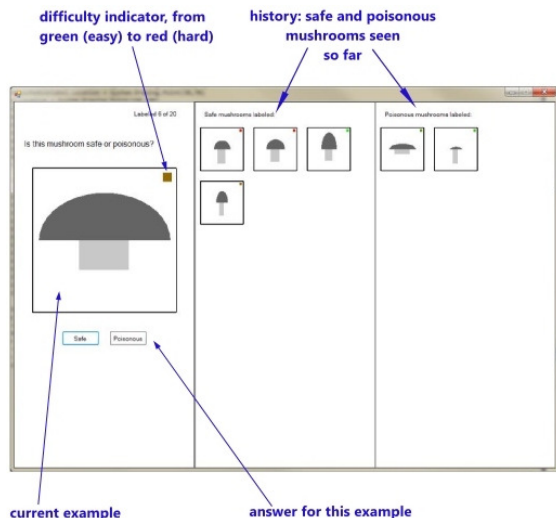 difficulty indicator, from
green (easy) to red (hard)
history: safe and poisonous
mushrooms seen
so far
Labeled 6 of 20
Safe mushrooms labeled:
Poisonous mushrooms labeled:
Is this mushroom safe or poisonous?
Safe
Poisonous
current example
answer for this example